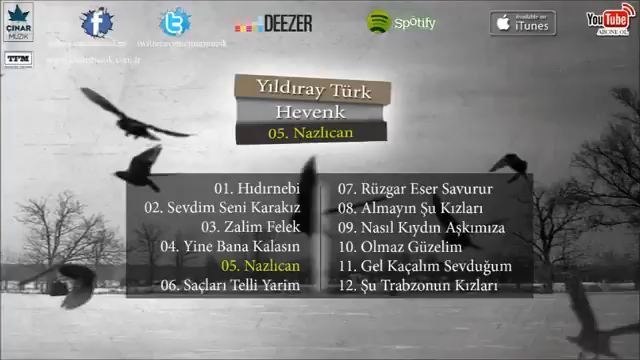 ÇINAR
MÜZİK
DEEZER
Spotify
Available on
iTunes
YouTube
ABONE OL
TFM
Yıldıray Türk
Hevenk
05. Nazlıcan
01. Hıdırnebi
02. Sevdim Seni Karakız
03. Zalim Felek
04. Yine Bana Kalasın
05. Nazlıcan
06. Saçları Telli Yarim
07. Rüzgar Eser Savurur
08. Almayın Şu Kızları
09. Nasıl Kıydın Aşkımıza
10. Olmaz Güzelim
11. Gel Kaçalım Sevduğum
12. Şu Trabzonun Kızları